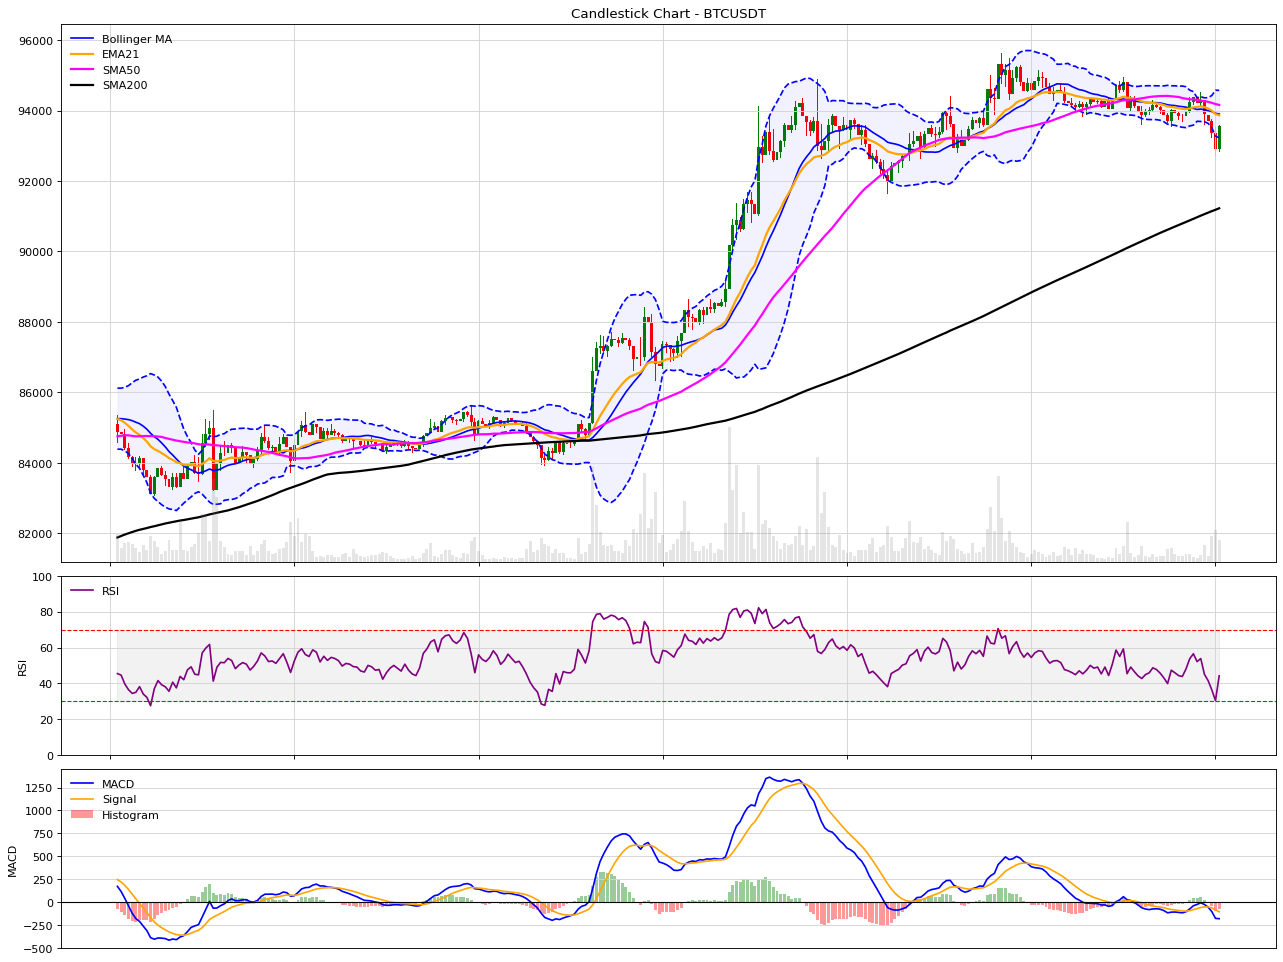 Candlestick Chart - BTCUSDT
96000
94000
92000
90000
88000
86000
84000
82000
Bollinger MA
EMA21
SMA50
SMA200
100
80
60
40
20
0
RSI
RSI
1250
1000
750
500
250
0
−250
−500
MACD
MACD
Signal
Histogram